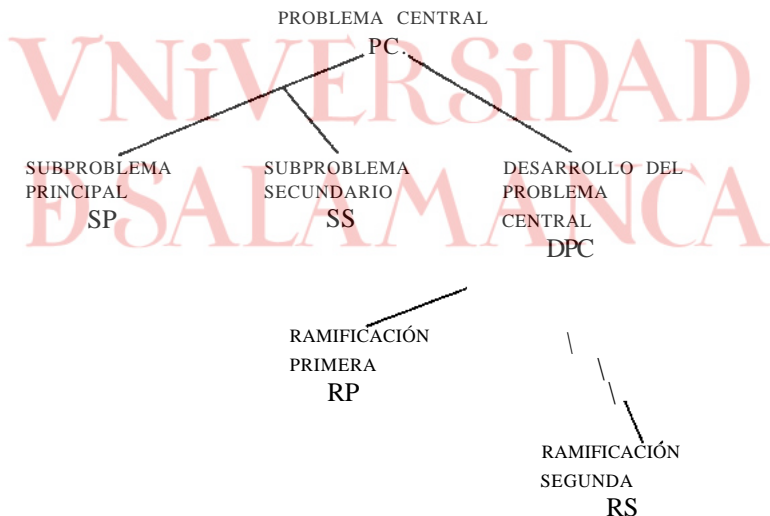 PROBLEMA CENTRAL
PC.
VNiVERSiDAD
SUBPROBLEMA
PRINCIPAL
SP
SUBPROBLEMA
SECUNDARIO
SS
DESARROLLO DEL
PROBLEMA
CENTRAL
DPC
D SALAMANCA
RAMIFICACIÓN
PRIMERA
RP
RAMIFICACIÓN
SEGUNDA
RS